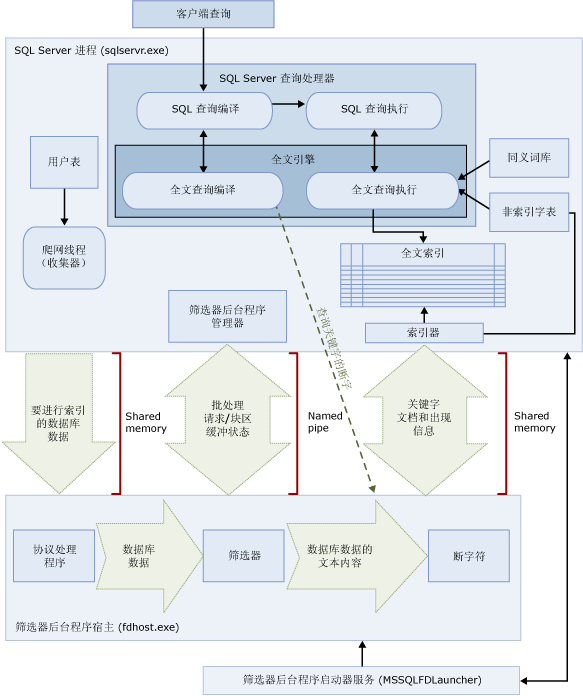 客户端查询
SQL Server 进程 (sqlservr.exe)
SQL Server 查询处理器
SQL 查询编译
SQL 查询执行
全文引擎
用户表
全文查询编译
全文查询执行
同义词库
非索引字表
爬网线程
（收集器）
全文索引
筛选器后台程序
管理器
索引器
查询关键字的断字
要进行索引
的数据库
数据
Shared
memory
批处理
请求/块区
缓冲状态
Named
pipe
关键字
文档和出现
信息
Shared
memory
协议处理
程序
数据库
数据
筛选器
数据库数据的
文本内容
断字符
筛选器后台程序宿主 (fdhost.exe)
筛选器后台程序启动器服务 (MSSQLFDLauncher)